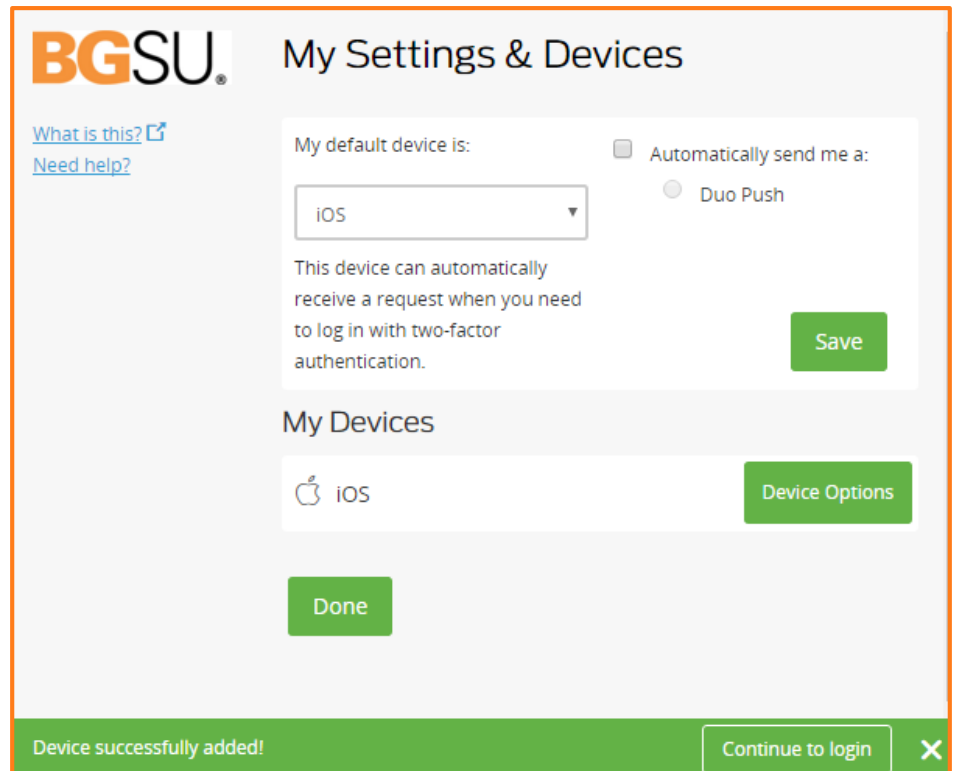 BGSU®
My Settings & Devices
What is this?
Need help?
My default device is:
iOS
This device can automatically
receive a request when you need
to log in with two-factor
authentication.
Automatically send me a:
Duo Push
Save
My Devices
iOS
Device Options
Done
Device successfully added!
Continue to login